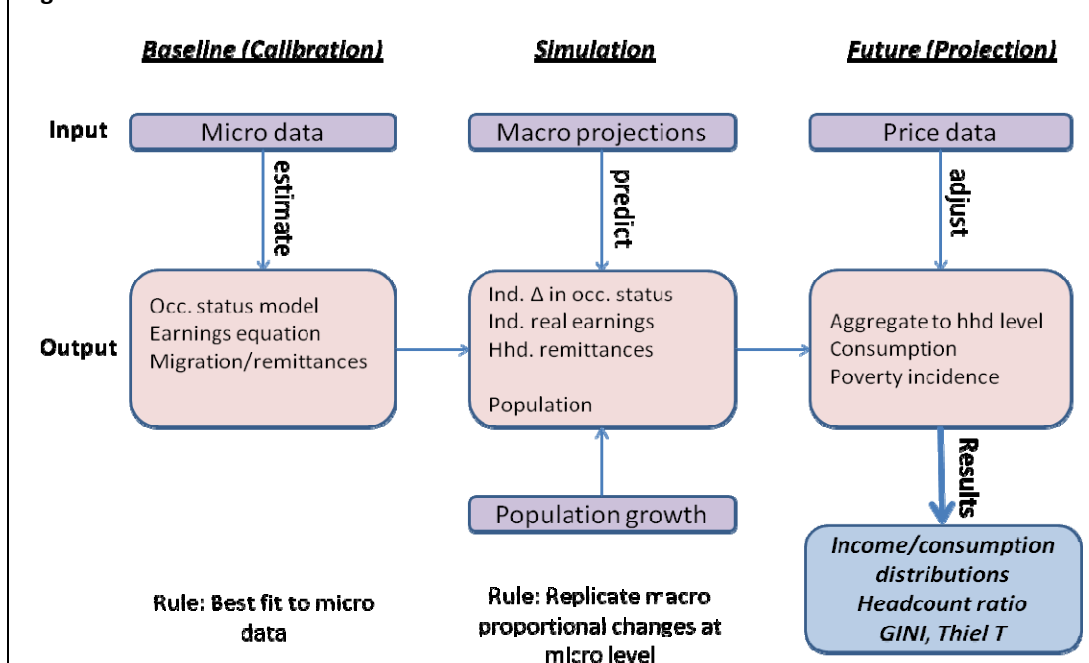 Baseline (Calibration)
Simulation
Future (Projection)
Input
Micro data
Macro projections
Price data
estimate
predict
adjust
Output
Occ. status model
Earnings equation
Migration/remittances
Ind. Δ in occ. status
Ind. real earnings
Hhd. remittances
Population
Aggregate to hhd level
Consumption
Poverty incidence
Results
Population growth
Income/consumption
distributions
Headcount ratio
GINI, Thiel T
Rule: Best fit to micro
data
Rule: Replicate macro
proportional changes at
micro level